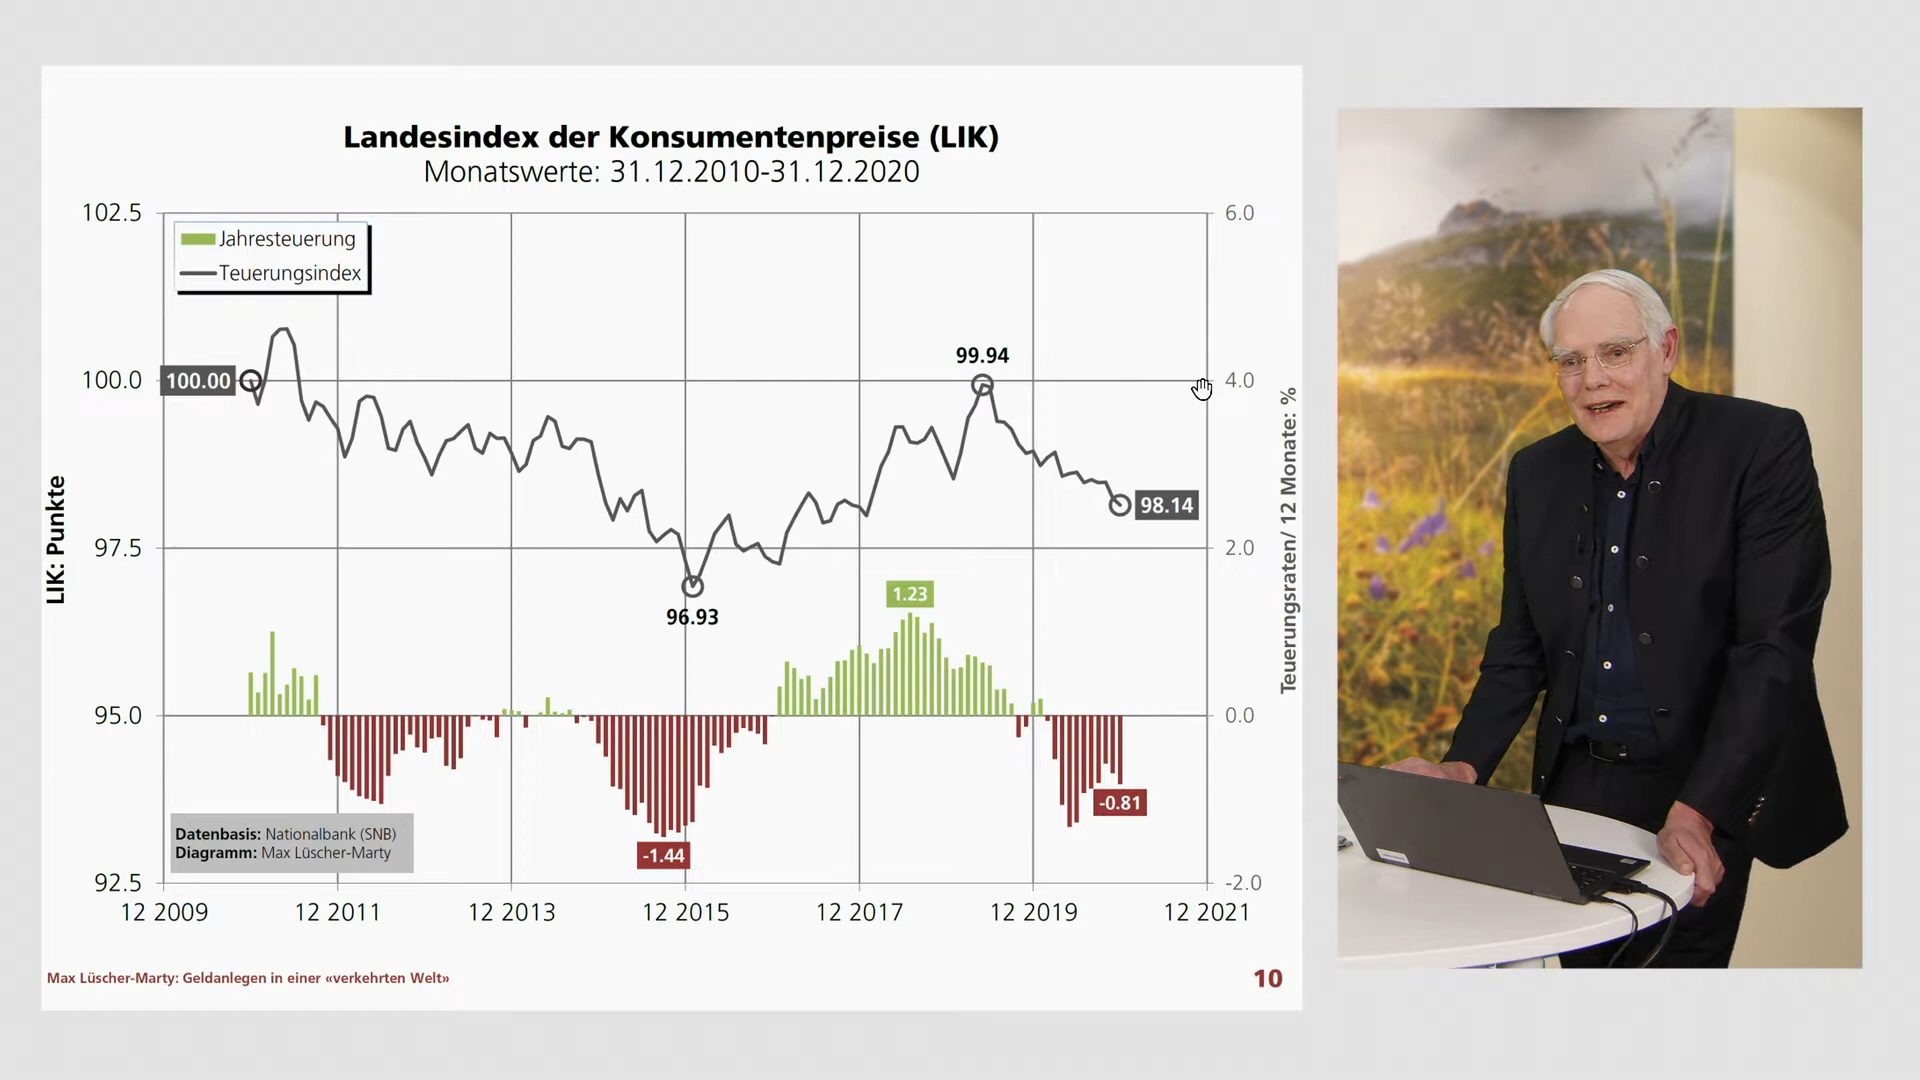 Landesindex der Konsumentenpreise (LIK)
Monatswerte: 31.12.2010-31.12.2020
Jahresteuerung
Teuerungsindex
LIK: Punkte
102.5
100.0
97.5
95.0
92.5
6.0
4.0
2.0
0.0
-2.0
Teuerungsraten/ 12 Monate: %
100.00
99.94
98.14
96.93
1.23
-1.44
-0.81
Datenbasis: Nationalbank (SNB)
Diagramm: Max Lüscher-Marty
12 2009 12 2011 12 2013 12 2015 12 2017 12 2019 12 2021
Max Lüscher-Marty: Geldanlegen in einer «verkehrten Welt»
10